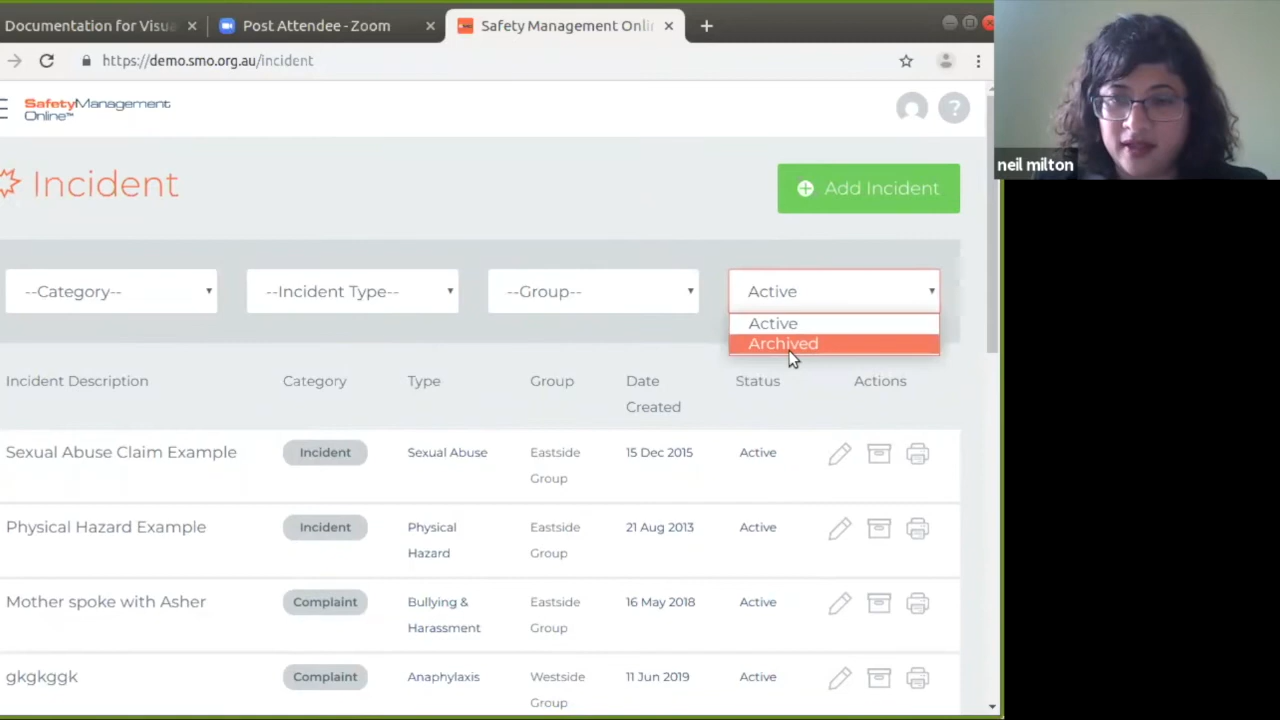 Documentation for Visua
Post Attendee - Zoom
Safety Management Onli
https://demo.smo.org.au/incident
SafetyManagement
Online™
?
neil milton
Incident
Add Incident
--Category--
--Incident Type--
--Group--
Active
Active
Archived
Incident Description
Category
Type
Group
Date
Created
Status
Actions
Sexual Abuse Claim Example
Incident
Sexual Abuse
Eastside
Group
15 Dec 2015
Active
Physical Hazard Example
Incident
Physical
Hazard
Eastside
Group
21 Aug 2013
Active
Mother spoke with Asher
Complaint
Bullying &
Harassment
Eastside
Group
16 May 2018
Active
gkgkggk
Complaint
Anaphylaxis
Westside
Group
11 Jun 2019
Active